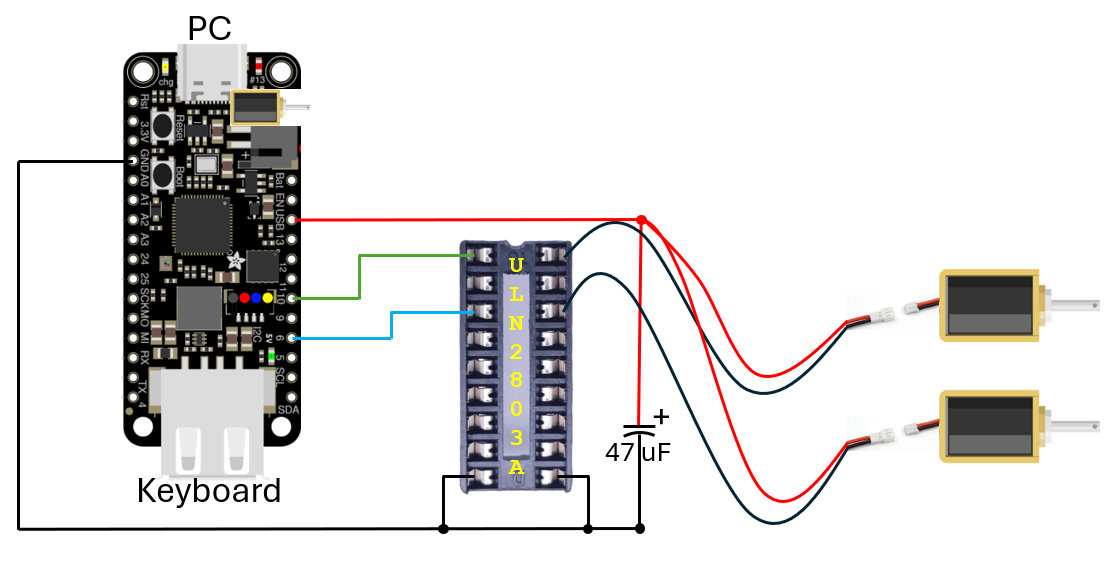 PC
chg
#13
Rst
3.3V
GND
A0
A1
A2
A3
24
25
SCK
MO
MI
RX
TX
4
Reset
Boot
+
Bat
EN
USB
13
12
11
10
9
6
5
SCL
SDA
I2C
5V
ULN2803A
+
47 uF
Keyboard